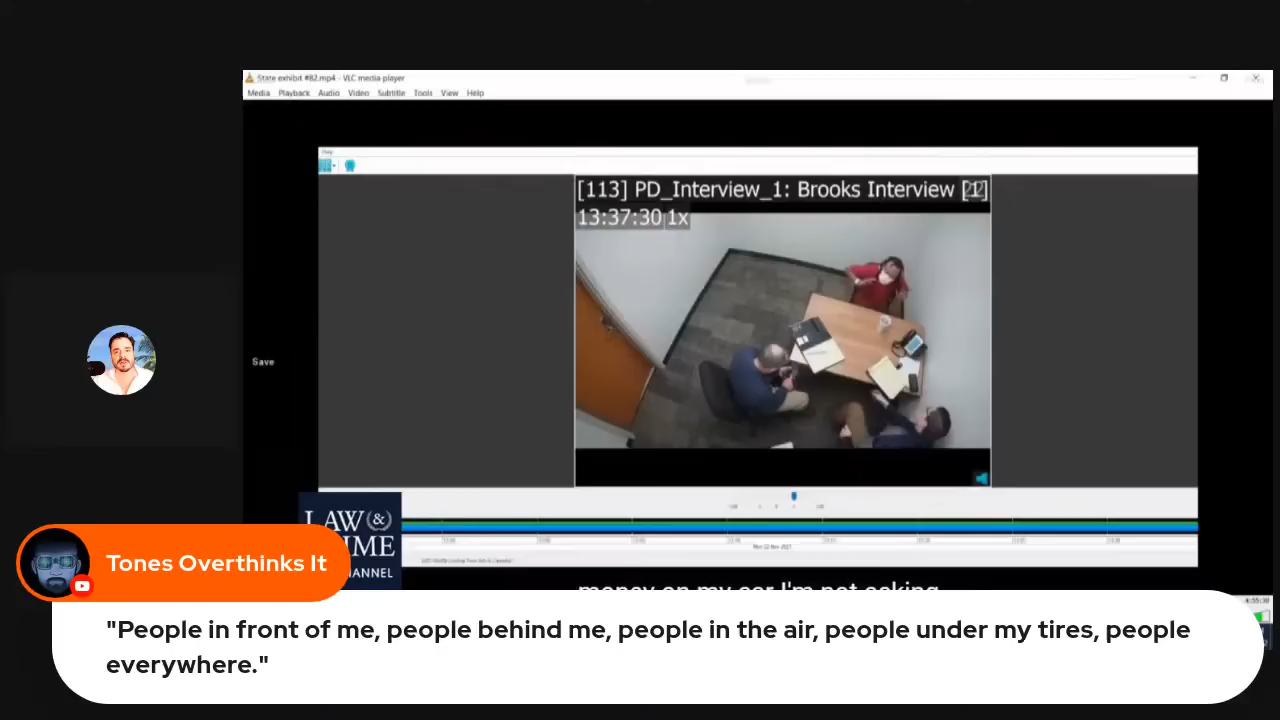 State exhibit #82.mp4 - VLC media player
Media Playback Audio Video Subtitle Tools View Help
[113] PD_Interview_1: Brooks Interview [1]
13:37:30 1x
Save
LAW &
IME
CHANNEL
Tones Overthinks It
money on my car I'm not asking
"People in front of me, people behind me, people in the air, people under my tires, people
everywhere."